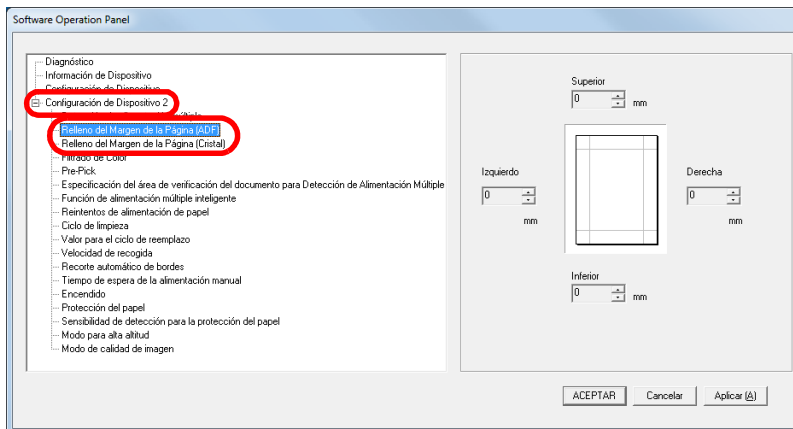 Software Operation Panel
Diagnóstico
Información de Dispositivo
Configuración de Dispositivo
Configuración de Dispositivo 2
Relleno del Margen de la Página (ADF)
Relleno del Margen de la Página (Cristal)
Filtrado de Color
Pre-Pick
Especificación del área de verificación del documento para Detección de Alimentación Múltiple
Función de alimentación múltiple inteligente
Reintentos de alimentación de papel
Ciclo de limpieza
Valor para el ciclo de reemplazo
Velocidad de recogida
Recorte automático de bordes
Tiempo de espera de la alimentación manual
Encendido
Protección del papel
Sensibilidad de detección para la protección del papel
Modo para alta altitud
Modo de calidad de imagen
Superior
0 mm
Izquierdo
0
mm
Derecha
0
mm
Inferior
0 mm
ACEPTAR Cancelar Aplicar (A)